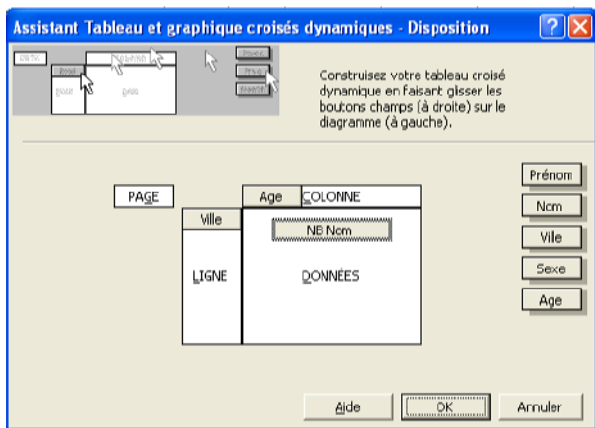 Assistant Tableau et graphique croisés dynamiques - Disposition
Construisez votre tableau croisé
dynamique en faisant glisser les
boutons champs (à droite) sur le
diagramme (à gauche).
Prénom
PAGE
Age
COLONNE
Nom
Ville
NB Nom
Ville
LIGNE
DONNÉES
Sexe
Age
Aide
OK
Annuler